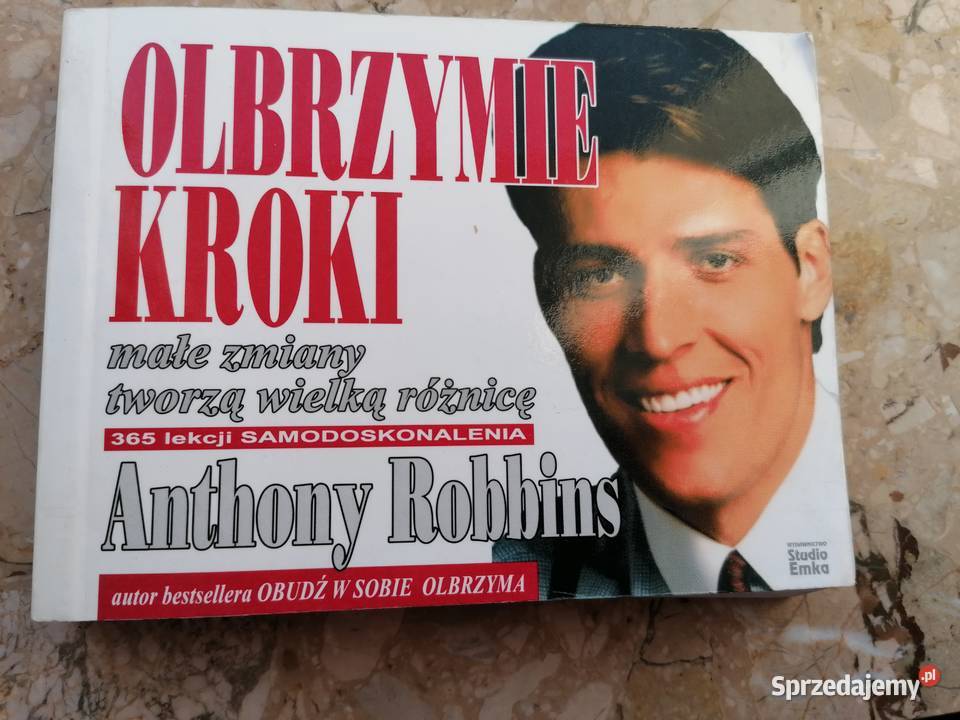 OLBRZYMIE
KROKI
małe zmiany
tworzą wielką różnicę
365 lekcji SAMODOSKONALENIA
Anthony Robbins
autor bestsellera OBUDŹ W SOBIE OLBRZYMA
WYDAWNICTWO
Studio
Emka
Sprzedajemy.pl